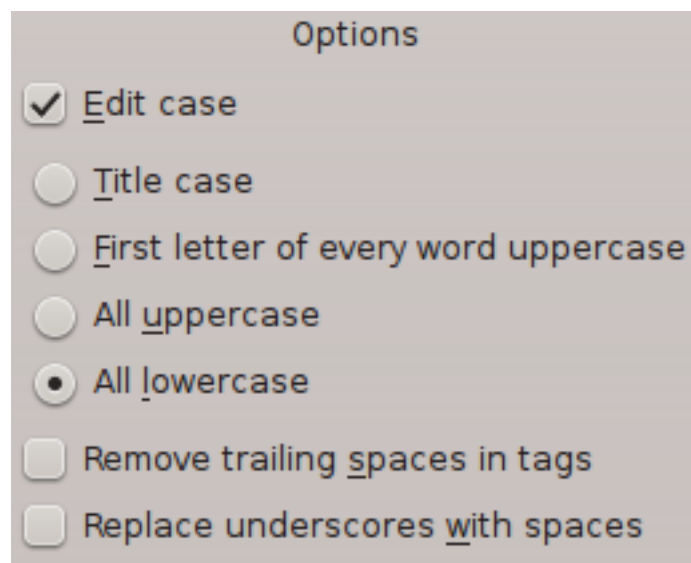 Options
Edit case
Title case
First letter of every word uppercase
All uppercase
All lowercase
Remove trailing spaces in tags
Replace underscores with spaces